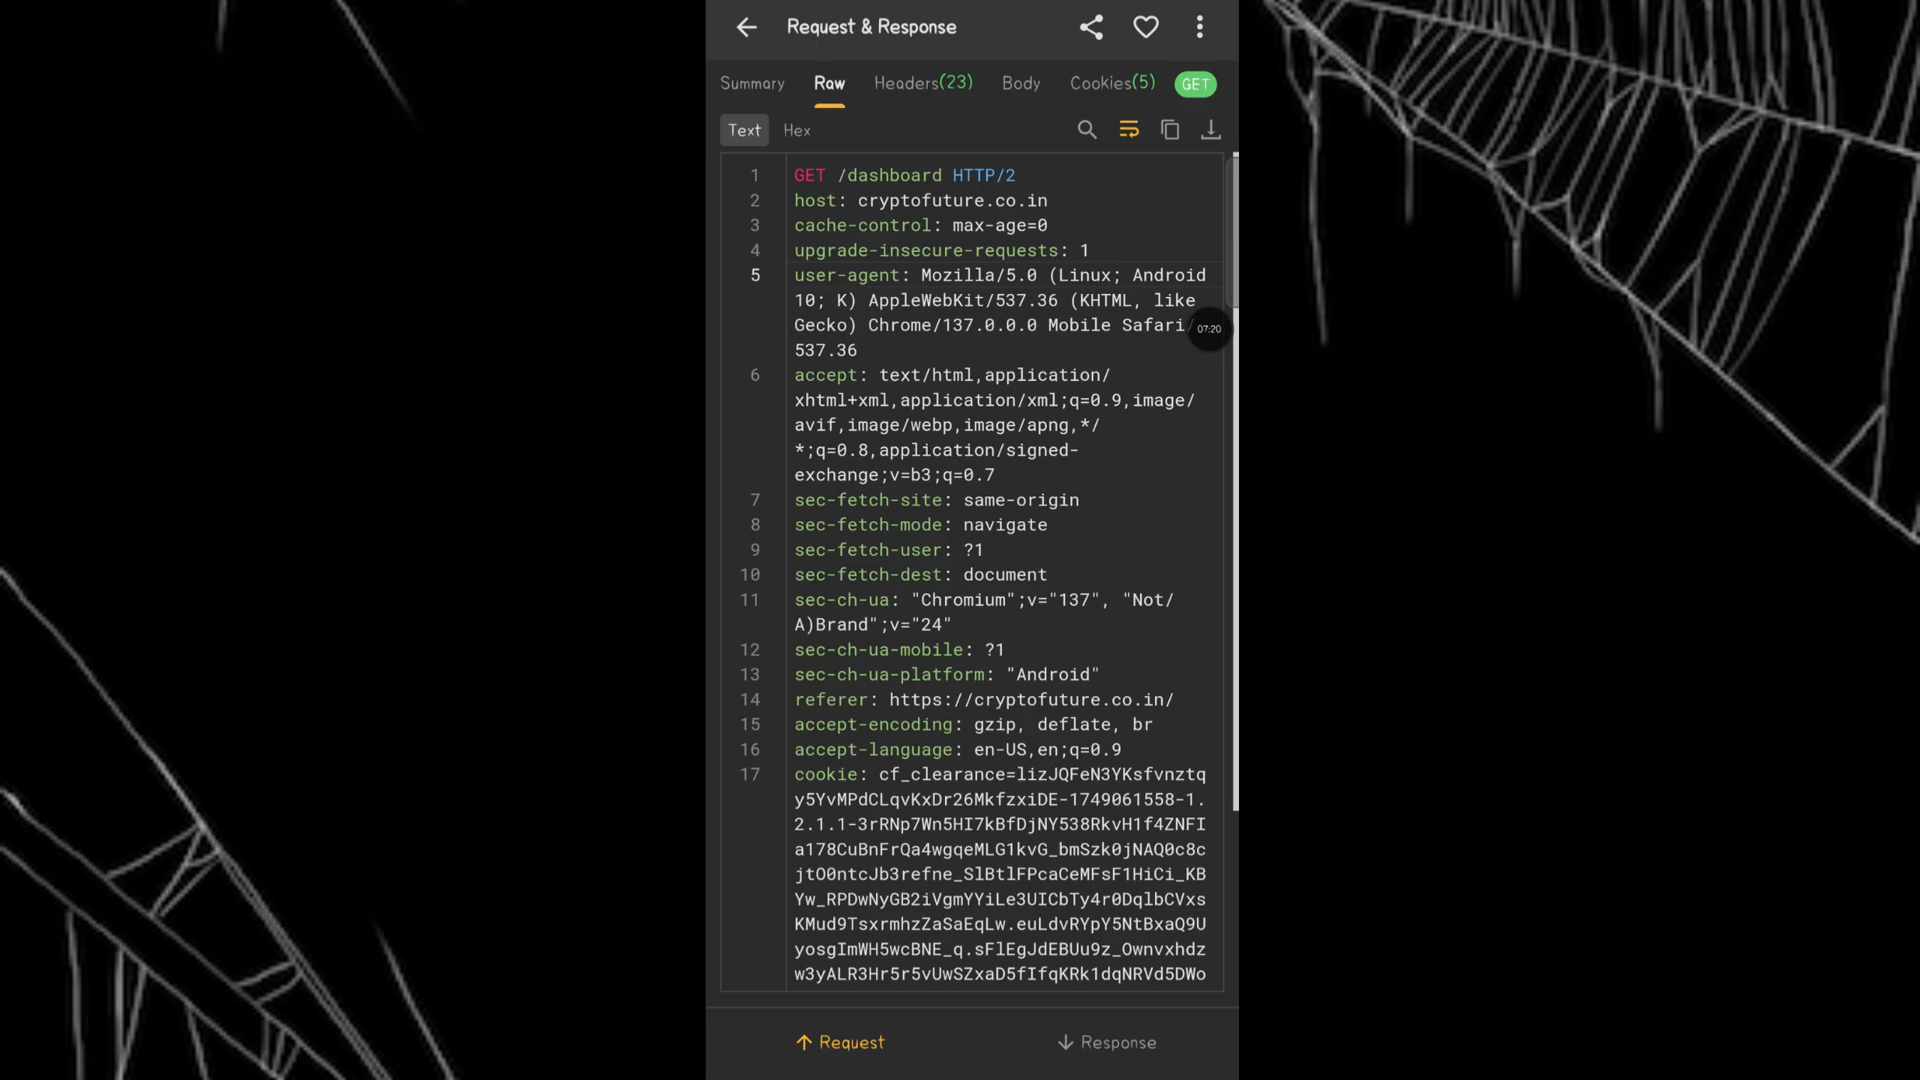 Request & Response
Summary Raw Headers(23) Body Cookies(5) GET
Text Hex
1 GET /dashboard HTTP/2
2 host: cryptofuture.co.in
3 cache-control: max-age=0
4 upgrade-insecure-requests: 1
5 user-agent: Mozilla/5.0 (Linux; Android
10; K) AppleWebKit/537.36 (KHTML, like
Gecko) Chrome/137.0.0.0 Mobile Safari/
07:20
537.36
6 accept: text/html,application/
xhtml+xml,application/xml;q=0.9,image/
avif,image/webp,image/apng,*/
*;q=0.8,application/signed-
exchange;v=b3;q=0.7
7 sec-fetch-site: same-origin
8 sec-fetch-mode: navigate
9 sec-fetch-user: ?1
10 sec-fetch-dest: document
11 sec-ch-ua: "Chromium";v="137", "Not/
A)Brand";v="24"
12 sec-ch-ua-mobile: ?1
13 sec-ch-ua-platform: "Android"
14 referer: https://cryptofuture.co.in/
15 accept-encoding: gzip, deflate, br
16 accept-language: en-US,en;q=0.9
17 cookie: cf_clearance=lizJQFeN3YKsfvnztq
y5YvMPdCLqvKxDr26MkfzxiDE-1749061558-1.
2.1.1-3rRNp7Wn5HI7kBfDjNY538RkvH1f4ZNFI
a178CuBnFrQa4wgqeMLG1kvG_bmSzk0jNAQ0c8c
jtO0ntcJb3refne_SlBtlFPcaCeMFsF1HiCi_KB
Yw_RPDwNyGB2iVgmYYiLe3UICbTy4r0DqlbCVxs
KMud9TsxrmhzZaSaEqLw.euLdvRYpY5NtBxaQ9U
yosgImWH5wcBNE_q.sFlEgJdEBUu9z_Ownvxhdz
w3yALR3Hr5r5vUwSZxaD5fIfqKRk1dqNRVd5DWo
Request Response